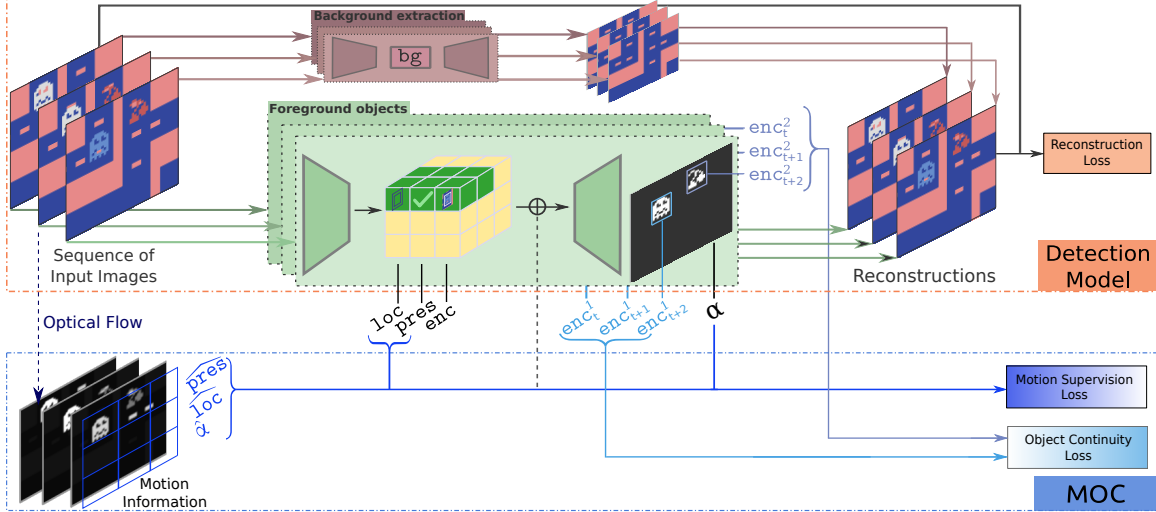 Background extraction
bg
Foreground objects
enc²ₜ
enc²ₜ₊₁
enc²ₜ₊₂
Reconstruction
Loss
Sequence of
Input Images
Reconstructions
Detection
Model
loc
pres
enc
enc¹ₜ
enc¹ₜ₊₁
enc¹ₜ₊₂
α
Optical Flow
p͡res
l͡oc
α̂
Motion Supervision
Loss
Object Continuity
Loss
Motion
Information
MOC